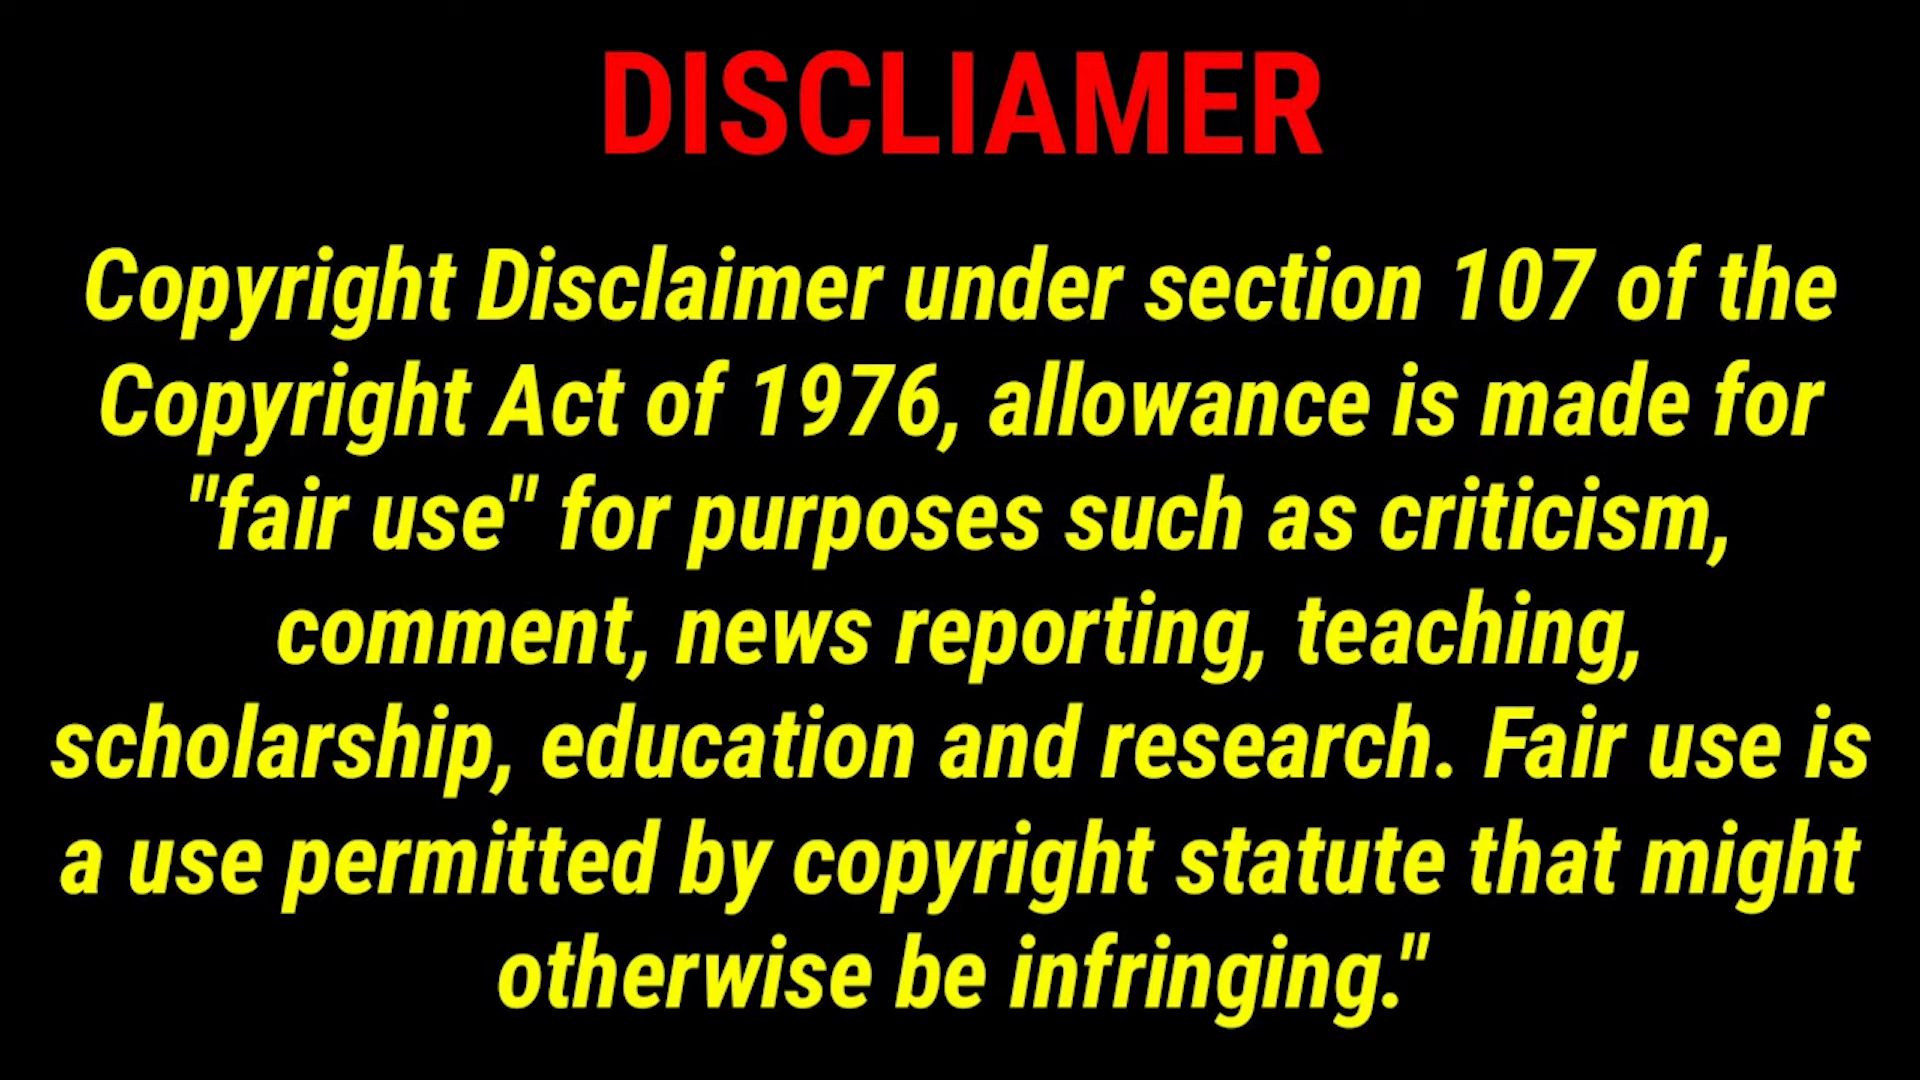 DISCLIAMER
Copyright Disclaimer under section 107 of the
Copyright Act of 1976, allowance is made for
"fair use" for purposes such as criticism,
comment, news reporting, teaching,
scholarship, education and research. Fair use is
a use permitted by copyright statute that might
otherwise be infringing."